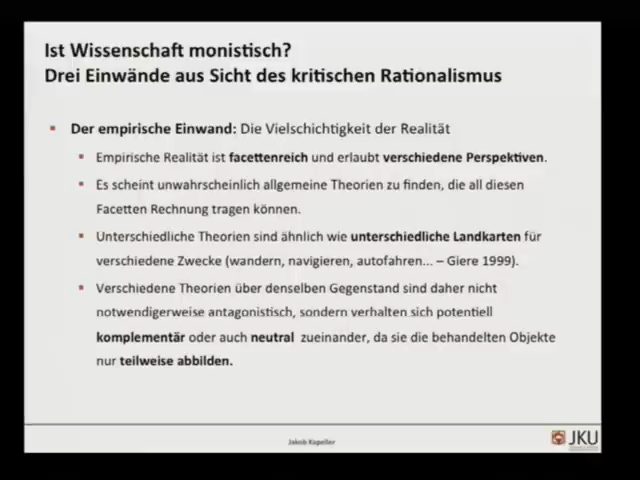 Ist Wissenschaft monistisch?
Drei Einwände aus Sicht des kritischen Rationalismus
Der empirische Einwand: Die Vielschichtigkeit der Realität
Empirische Realität ist facettenreich und erlaubt verschiedene Perspektiven.
Es scheint unwahrscheinlich allgemeine Theorien zu finden, die all diesen
Facetten Rechnung tragen können.
Unterschiedliche Theorien sind ähnlich wie unterschiedliche Landkarten für
verschiedene Zwecke (wandern, navigieren, autofahren... – Giere 1999).
Verschiedene Theorien über denselben Gegenstand sind daher nicht
notwendigerweise antagonistisch, sondern verhalten sich potentiell
komplementär oder auch neutral zueinander, da sie die behandelten Objekte
nur teilweise abbilden.
Jakob Kapeller
JKU